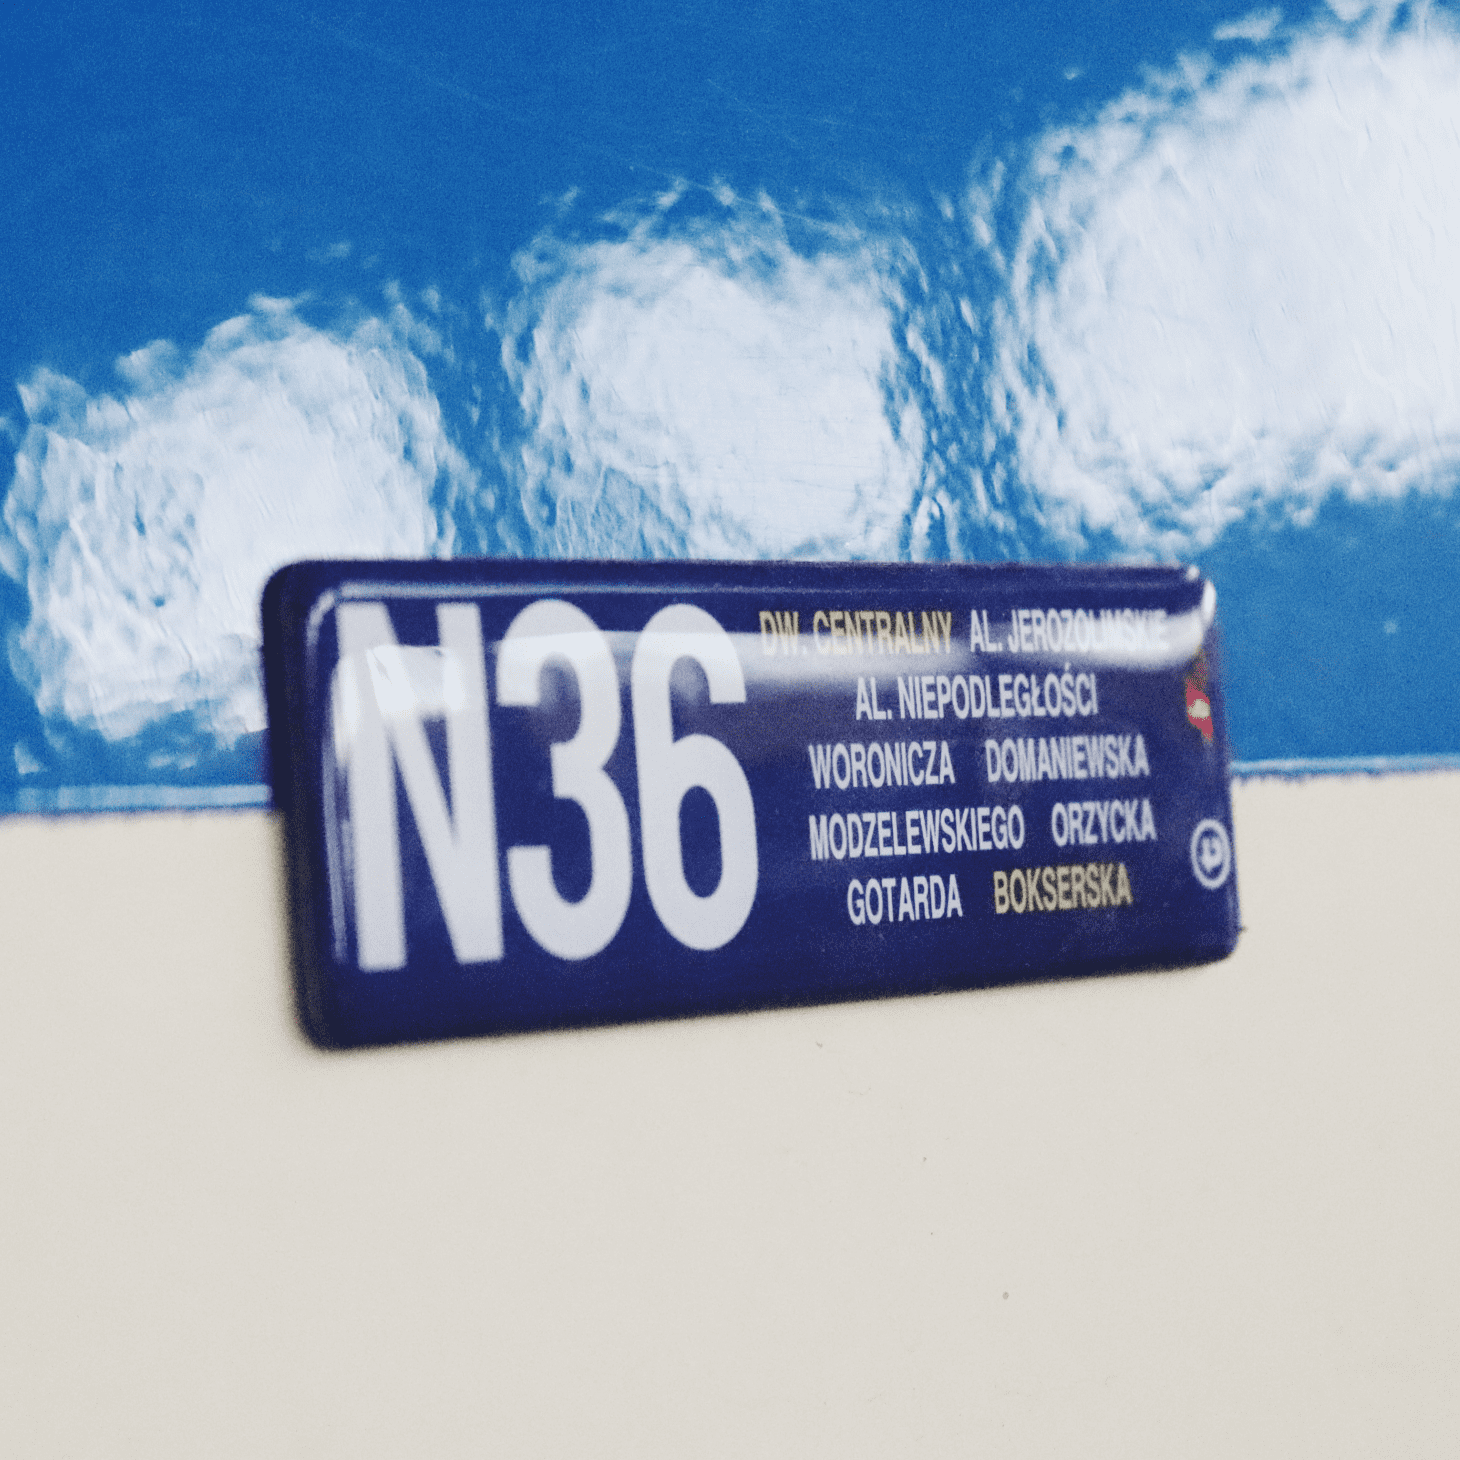 N36
DW. CENTRALNY AL. JEROZOLIMSKIE
AL. NIEPODLEGŁOŚCI
WORONICZA DOMANIEWSKA
MODZELEWSKIEGO ORZYCKA
GOTARDA BOKSERSKA